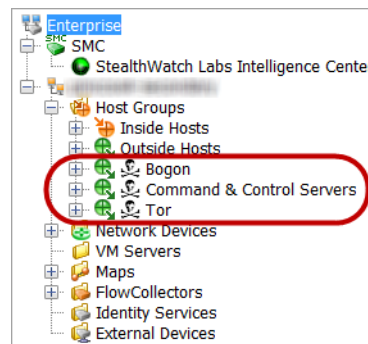 Enterprise
SMC
SMC
StealthWatch Labs Intelligence Cente
Host Groups
Inside Hosts
Outside Hosts
Bogon
Command & Control Servers
Tor
Network Devices
VM Servers
Maps
FlowCollectors
Identity Services
External Devices